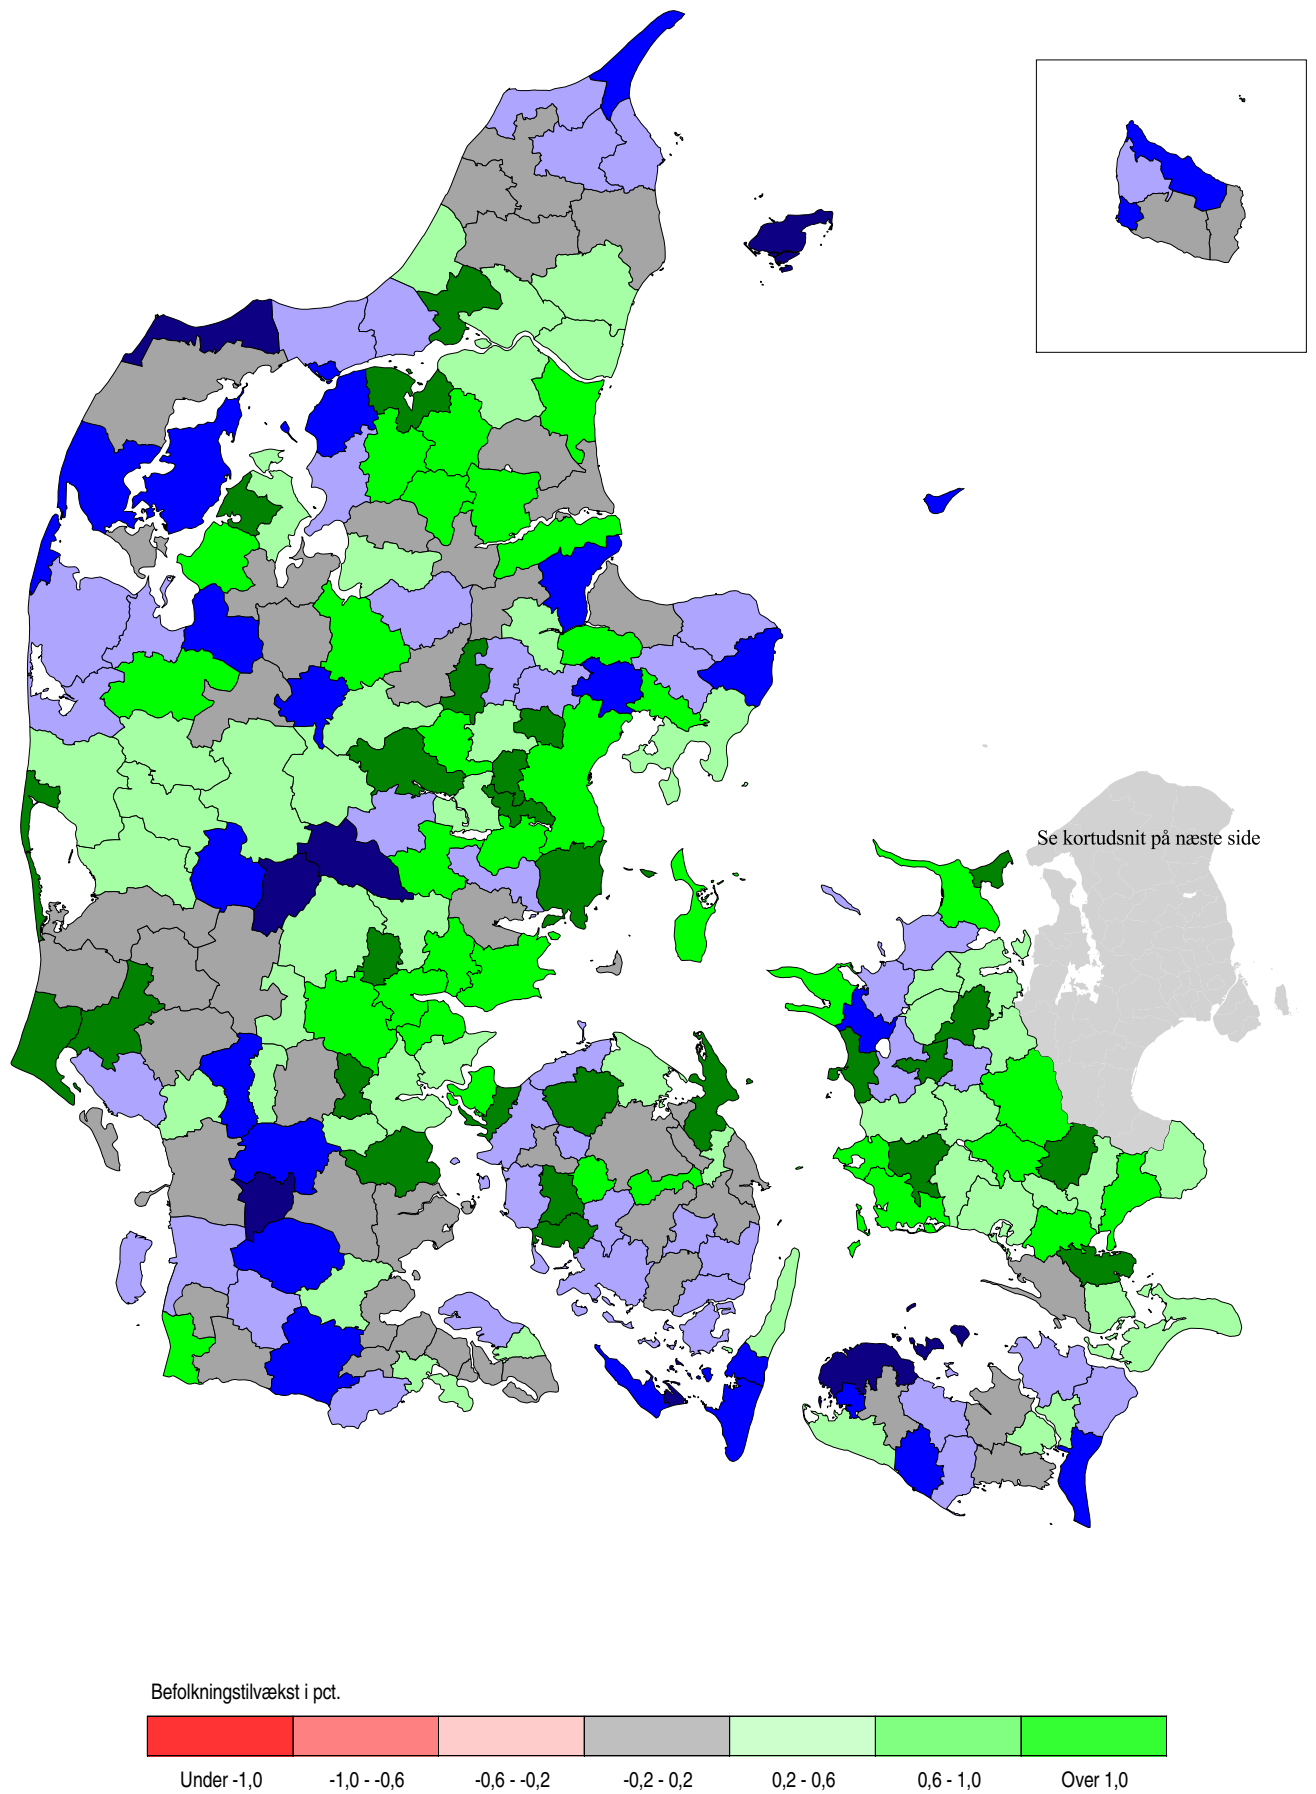 Se kortudsnit på næste side
Befolkningstilvækst i pct.
Under -1,0 -1,0 - -0,6 -0,6 - -0,2 -0,2 - 0,2 0,2 - 0,6 0,6 - 1,0 Over 1,0